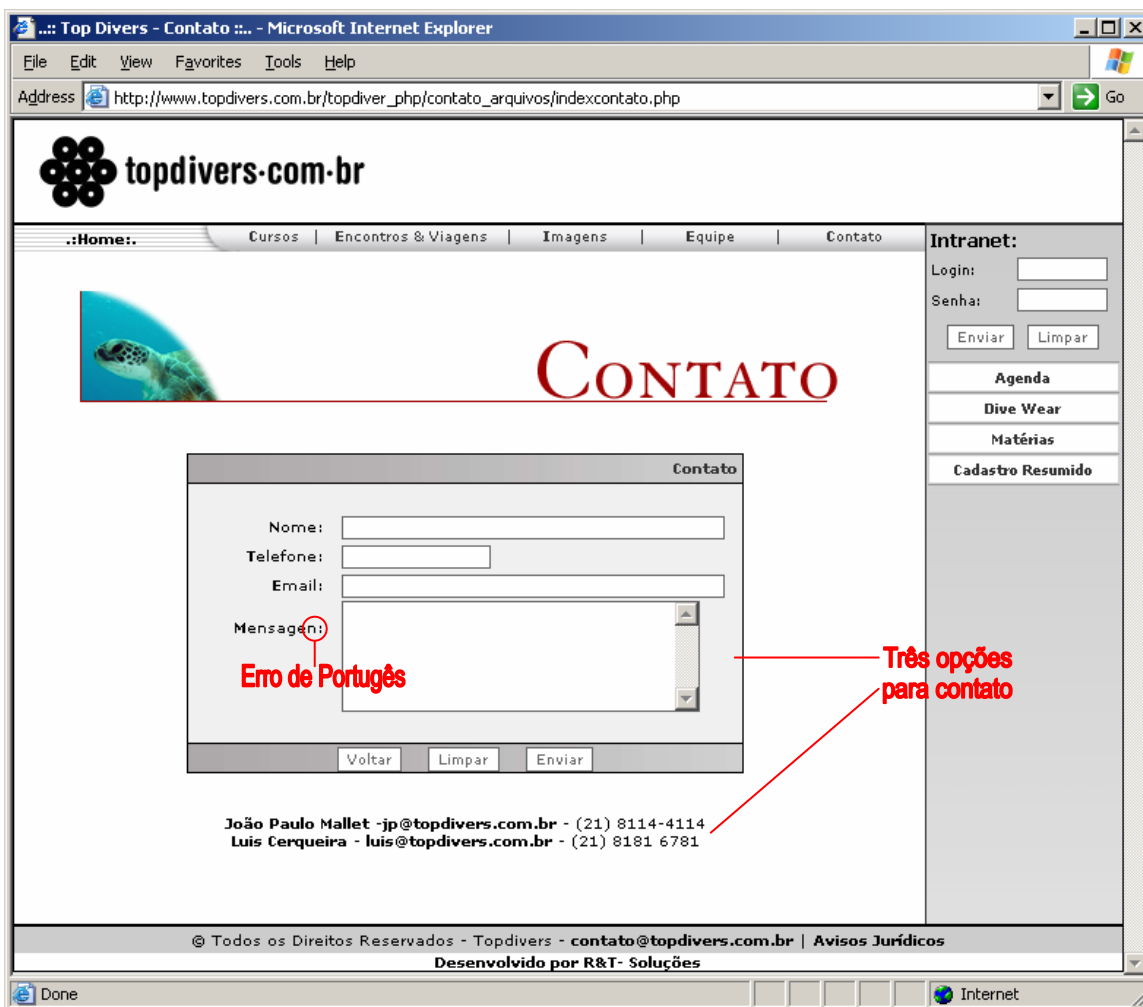 ..:: Top Divers - Contato ::.. - Microsoft Internet Explorer
File Edit View Favorites Tools Help
Address http://www.topdivers.com.br/topdiver_php/contato_arquivos/indexcontato.php Go
topdivers·com·br
.:Home:. Cursos | Encontros & Viagens | Imagens | Equipe | Contato
Intranet:
Login:
Senha:
Enviar Limpar
Agenda
Dive Wear
Matérias
Cadastro Resumido
CONTATO
Contato
Nome:
Telefone:
Email:
Mensagen:
Erro de Portugês
Três opções
para contato
Voltar Limpar Enviar
João Paulo Mallet -jp@topdivers.com.br - (21) 8114-4114
Luis Cerqueira - luis@topdivers.com.br - (21) 8181 6781
© Todos os Direitos Reservados - Topdivers - contato@topdivers.com.br | Avisos Jurídicos
Desenvolvido por R&T- Soluções
Done Internet